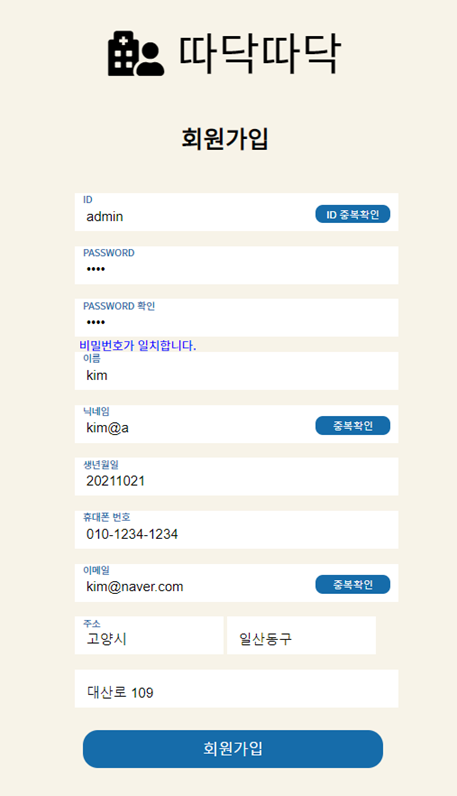 따닥따닥
회원가입
ID
admin
ID 중복확인
PASSWORD
••••
PASSWORD 확인
••••
비밀번호가 일치합니다.
이름
kim
닉네임
kim@a
중복확인
생년월일
20211021
휴대폰 번호
010-1234-1234
이메일
kim@naver.com
중복확인
주소
고양시 일산동구
대산로 109
회원가입